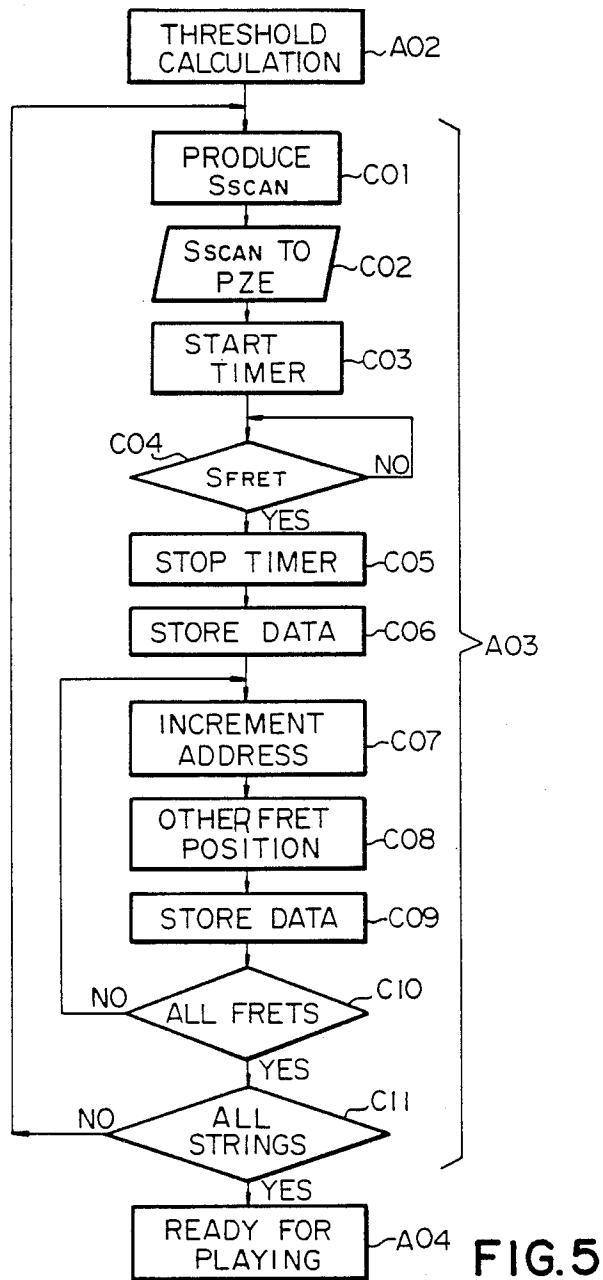 THRESHOLD
CALCULATION
A02
PRODUCE
SSCAN
C01
SSCAN TO
PZE
C02
START
TIMER
C03
C04
SFRET
NO
YES
STOP TIMER
C05
STORE DATA
C06
A03
INCREMENT
ADDRESS
C07
OTHER FRET
POSITION
C08
STORE DATA
C09
NO
ALL FRETS
C10
YES
NO
ALL
STRINGS
C11
YES
READY FOR
PLAYING
A04
FIG.5